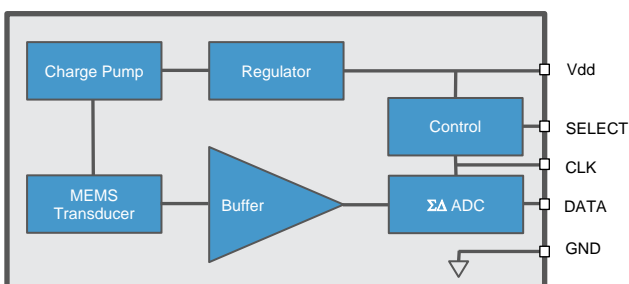 Charge Pump
Regulator
Vdd
Control
SELECT
CLK
MEMS
Transducer
Buffer
ΣΔ ADC
DATA
GND